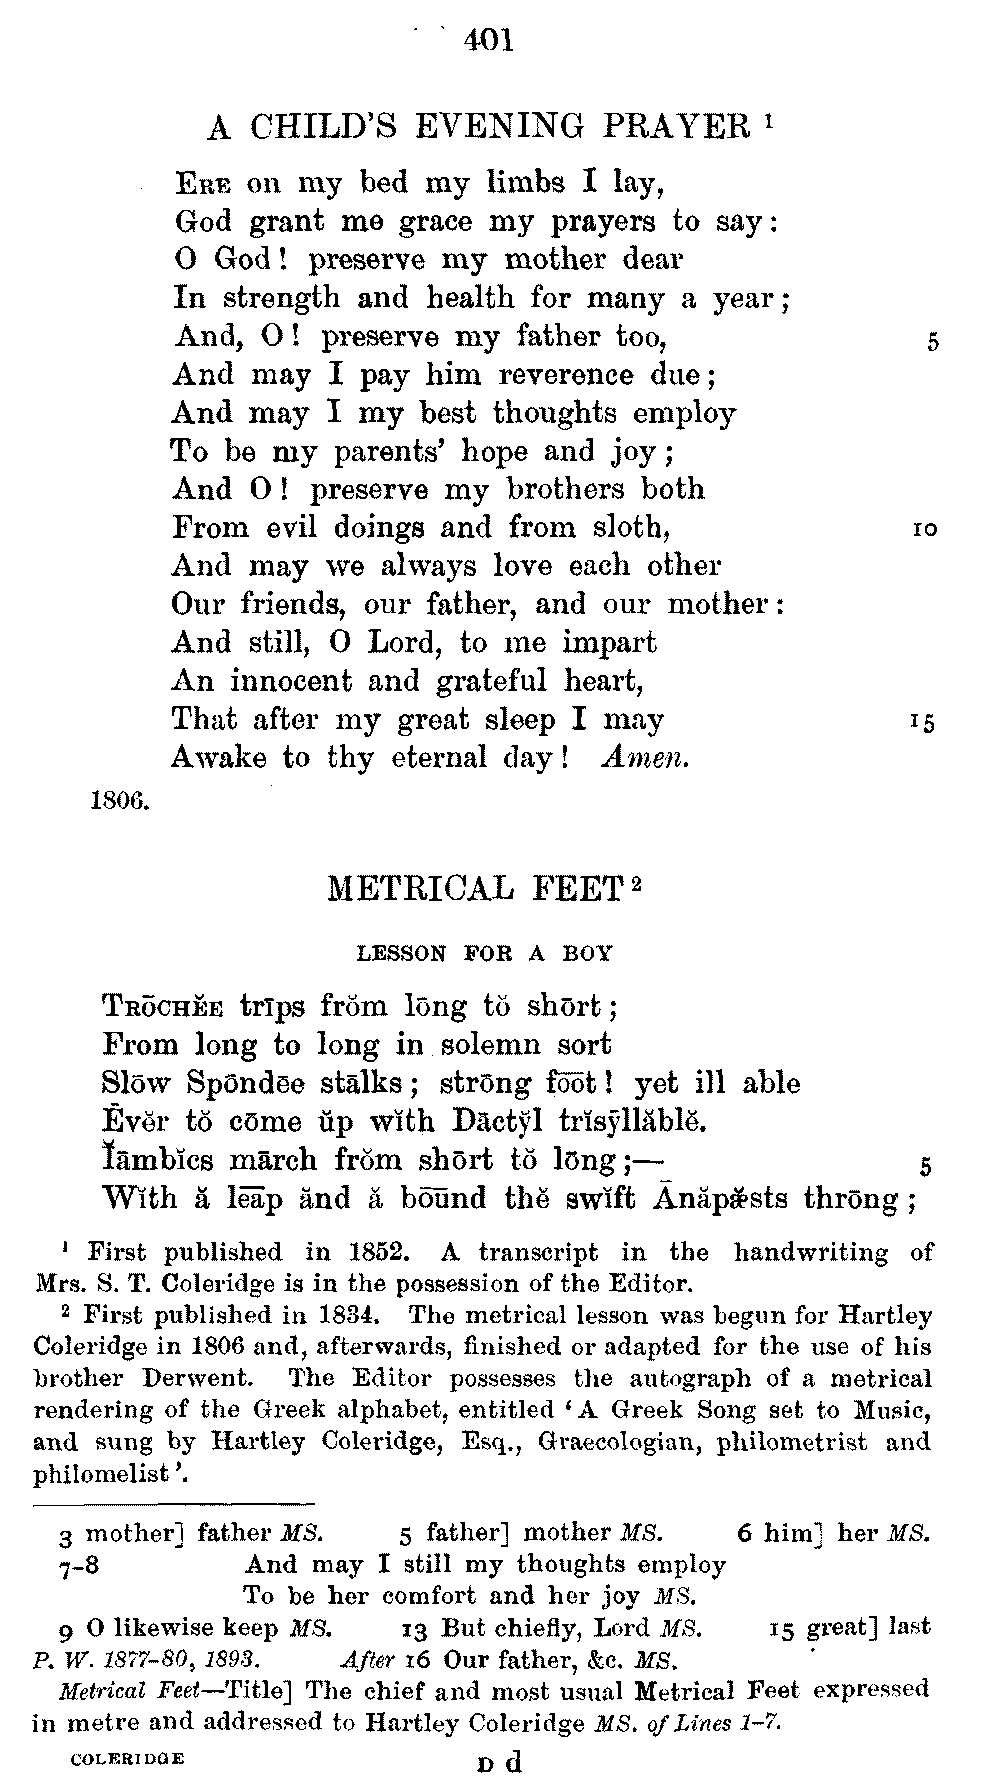 401
A CHILD'S EVENING PRAYER ¹
ERE on my bed my limbs I lay,
God grant me grace my prayers to say:
O God! preserve my mother dear
In strength and health for many a year;
And, O! preserve my father too, 5
And may I pay him reverence due;
And may I my best thoughts employ
To be my parents' hope and joy;
And O! preserve my brothers both
From evil doings and from sloth, 10
And may we always love each other
Our friends, our father, and our mother:
And still, O Lord, to me impart
An innocent and grateful heart,
That after my great sleep I may 15
Awake to thy eternal day! Amen.
1806.
METRICAL FEET ²
LESSON FOR A BOY
TRŌCHĔE trīps frŏm lōng tŏ shōrt;
From long to long in solemn sort
Slōw Spōndēe stālks; strōng fo͞ot! yet ill able
Ēvĕr tŏ cōme ŭp wĭth Dācty̆l trĭsȳllăblĕ.
Ĭāmbĭcs mārch frŏm shōrt tŏ lōng;— 5
Wĭth ă le͞ap ănd ă bo͞und thĕ swĭft Ānăpæ̆sts thrōng;
¹ First published in 1852. A transcript in the handwriting of
Mrs. S. T. Coleridge is in the possession of the Editor.
² First published in 1834. The metrical lesson was begun for Hartley
Coleridge in 1806 and, afterwards, finished or adapted for the use of his
brother Derwent. The Editor possesses the autograph of a metrical
rendering of the Greek alphabet, entitled 'A Greek Song set to Music,
and sung by Hartley Coleridge, Esq., Graecologian, philometrist and
philomelist'.
3 mother] father MS. 5 father] mother MS. 6 him] her MS.
7-8 And may I still my thoughts employ
To be her comfort and her joy MS.
9 O likewise keep MS. 13 But chiefly, Lord MS. 15 great] last
P. W. 1877-80, 1893. After 16 Our father, &c. MS.
Metrical Feet—Title] The chief and most usual Metrical Feet expressed
in metre and addressed to Hartley Coleridge MS. of Lines 1-7.
COLERIDGE D d